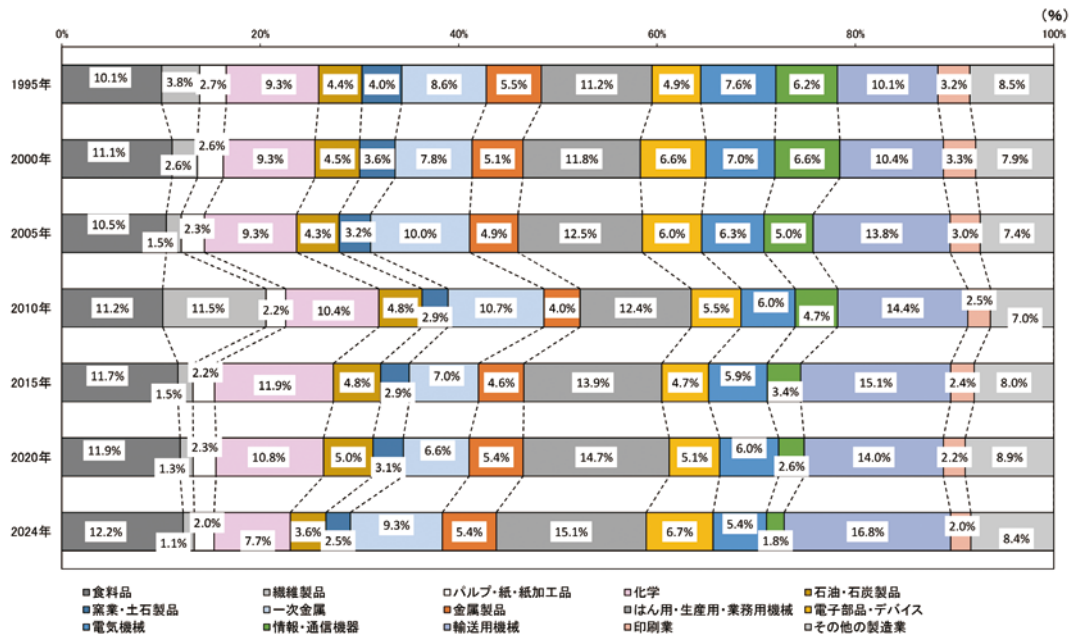 (%)
0% 20% 40% 60% 80% 100%
1995年 10.1% 3.8% 2.7% 9.3% 4.4% 4.0% 8.6% 5.5% 11.2% 4.9% 7.6% 6.2% 10.1% 3.2% 8.5%
2000年 11.1% 2.6% 2.6% 9.3% 4.5% 3.6% 7.8% 5.1% 11.8% 6.6% 7.0% 6.6% 10.4% 3.3% 7.9%
2005年 10.5% 1.5% 2.3% 9.3% 4.3% 3.2% 10.0% 4.9% 12.5% 6.0% 6.3% 5.0% 13.8% 3.0% 7.4%
2010年 11.2% 11.5% 2.2% 10.4% 4.8% 2.9% 10.7% 4.0% 12.4% 5.5% 6.0% 4.7% 14.4% 2.5% 7.0%
2015年 11.7% 1.5% 2.2% 11.9% 4.8% 2.9% 7.0% 4.6% 13.9% 4.7% 5.9% 3.4% 15.1% 2.4% 8.0%
2020年 11.9% 1.3% 2.3% 10.8% 5.0% 3.1% 6.6% 5.4% 14.7% 5.1% 6.0% 2.6% 14.0% 2.2% 8.9%
2024年 12.2% 1.1% 2.0% 7.7% 3.6% 2.5% 9.3% 5.4% 15.1% 6.7% 5.4% 1.8% 16.8% 2.0% 8.4%
食料品 繊維製品 パルプ・紙・紙加工品 化学 石油・石炭製品
窯業・土石製品 一次金属 金属製品 はん用・生産用・業務用機械 電子部品・デバイス
電気機械 情報・通信機器 輸送用機械 印刷業 その他の製造業